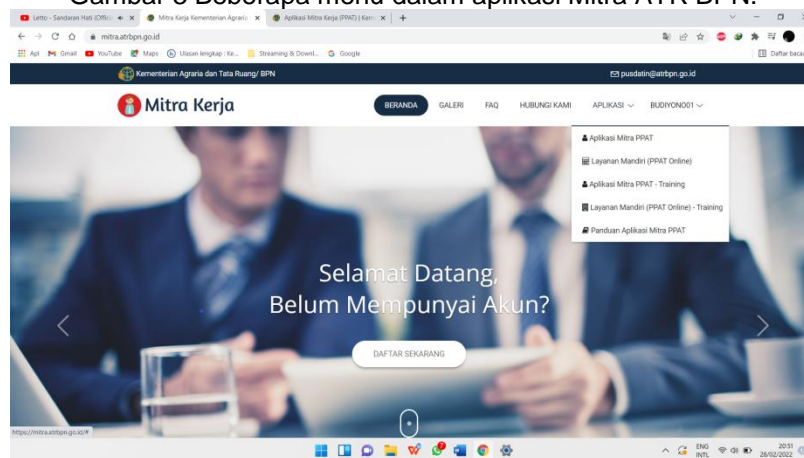 Gambar 3 Beberapa menu dalam aplikasi Mitra ATR BPN.
Letto - Sandaran Hati (Offici
Mitra Kerja Kementerian Agraria
Aplikasi Mitra Kerja (PPAT) | Kem
mitra.atrbpn.go.id
Apl Gmail YouTube Maps Ulasan lengkap : Ke... Streaming & Downl... Google
Daftar baca
Kementerian Agraria dan Tata Ruang/ BPN
pusdatin@atrbpn.go.id
Mitra Kerja
BERANDA GALERI FAQ HUBUNGI KAMI APLIKASI BUDIYONO01
Aplikasi Mitra PPAT
Layanan Mandiri (PPAT Online)
Aplikasi Mitra PPAT - Training
Layanan Mandiri (PPAT Online) - Training
Panduan Aplikasi Mitra PPAT
Selamat Datang,
Belum Mempunyai Akun?
DAFTAR SEKARANG
https://mitra.atrbpn.go.id/#
ENG
INTL
20:51
26/02/2022